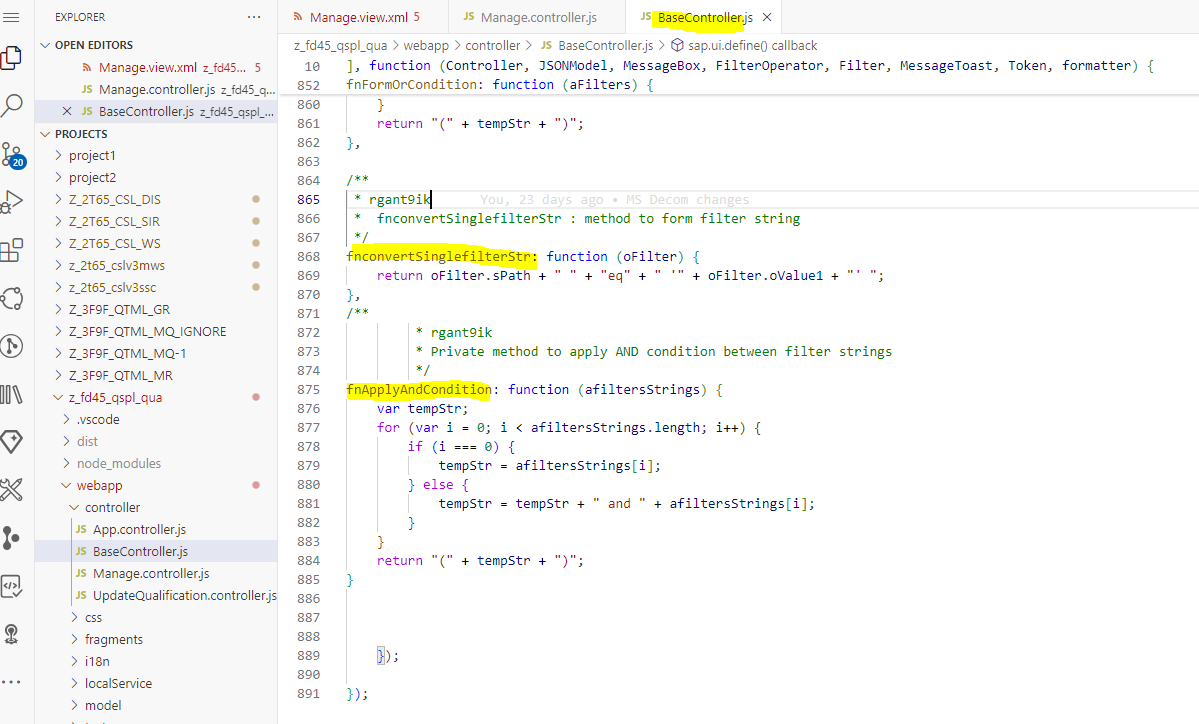 EXPLORER
...
Manage.view.xml 5
JS Manage.controller.js
JS BaseController.js
OPEN EDITORS
Manage.view.xml z_fd45... 5
JS Manage.controller.js z_fd45_q...
JS BaseController.js z_fd45_qspl_...
PROJECTS
project1
project2
Z_2T65_CSL_DIS
Z_2T65_CSL_SIR
Z_2T65_CSL_WS
z_2t65_cslv3mws
z_2t65_cslv3ssc
Z_3F9F_QTML_GR
Z_3F9F_QTML_MQ_IGNORE
Z_3F9F_QTML_MQ-1
Z_3F9F_QTML_MR
z_fd45_qspl_qua
.vscode
dist
node_modules
webapp
controller
JS App.controller.js
JS BaseController.js
JS Manage.controller.js
JS UpdateQualification.controller.js
css
fragments
i18n
localService
model
20
z_fd45_qspl_qua > webapp > controller > JS BaseController.js > sap.ui.define() callback
10 ], function (Controller, JSONModel, MessageBox, FilterOperator, Filter, MessageToast, Token, formatter) {
852 fnFormOrCondition: function (aFilters) {
860 }
861 return "(" + tempStr + ")";
862 },
863
864 /**
865 * rgant9ik You, 23 days ago • MS Decom changes
866 * fnconvertSinglefilterStr : method to form filter string
867 */
868 fnconvertSinglefilterStr: function (oFilter) {
869 return oFilter.sPath + " " + "eq" + " '" + oFilter.oValue1 + "' ";
870 },
871 /**
872 * rgant9ik
873 * Private method to apply AND condition between filter strings
874 */
875 fnApplyAndCondition: function (afiltersStrings) {
876 var tempStr;
877 for (var i = 0; i < afiltersStrings.length; i++) {
878 if (i === 0) {
879 tempStr = afiltersStrings[i];
880 } else {
881 tempStr = tempStr + " and " + afiltersStrings[i];
882 }
883 }
884 return "(" + tempStr + ")";
885 }
886
887
888
889 });
890
891 });